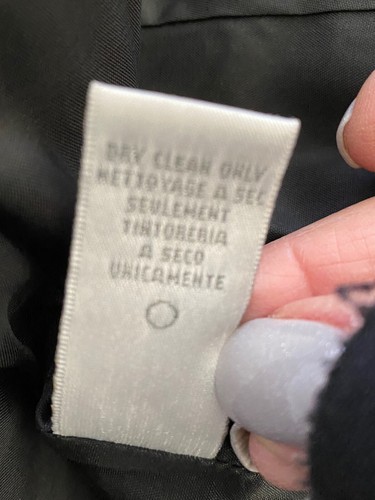 DRY CLEAN ONLY
NETTOYAGE A SEC
SEULEMENT
TINTORERIA
A SECO
UNICAMENTE